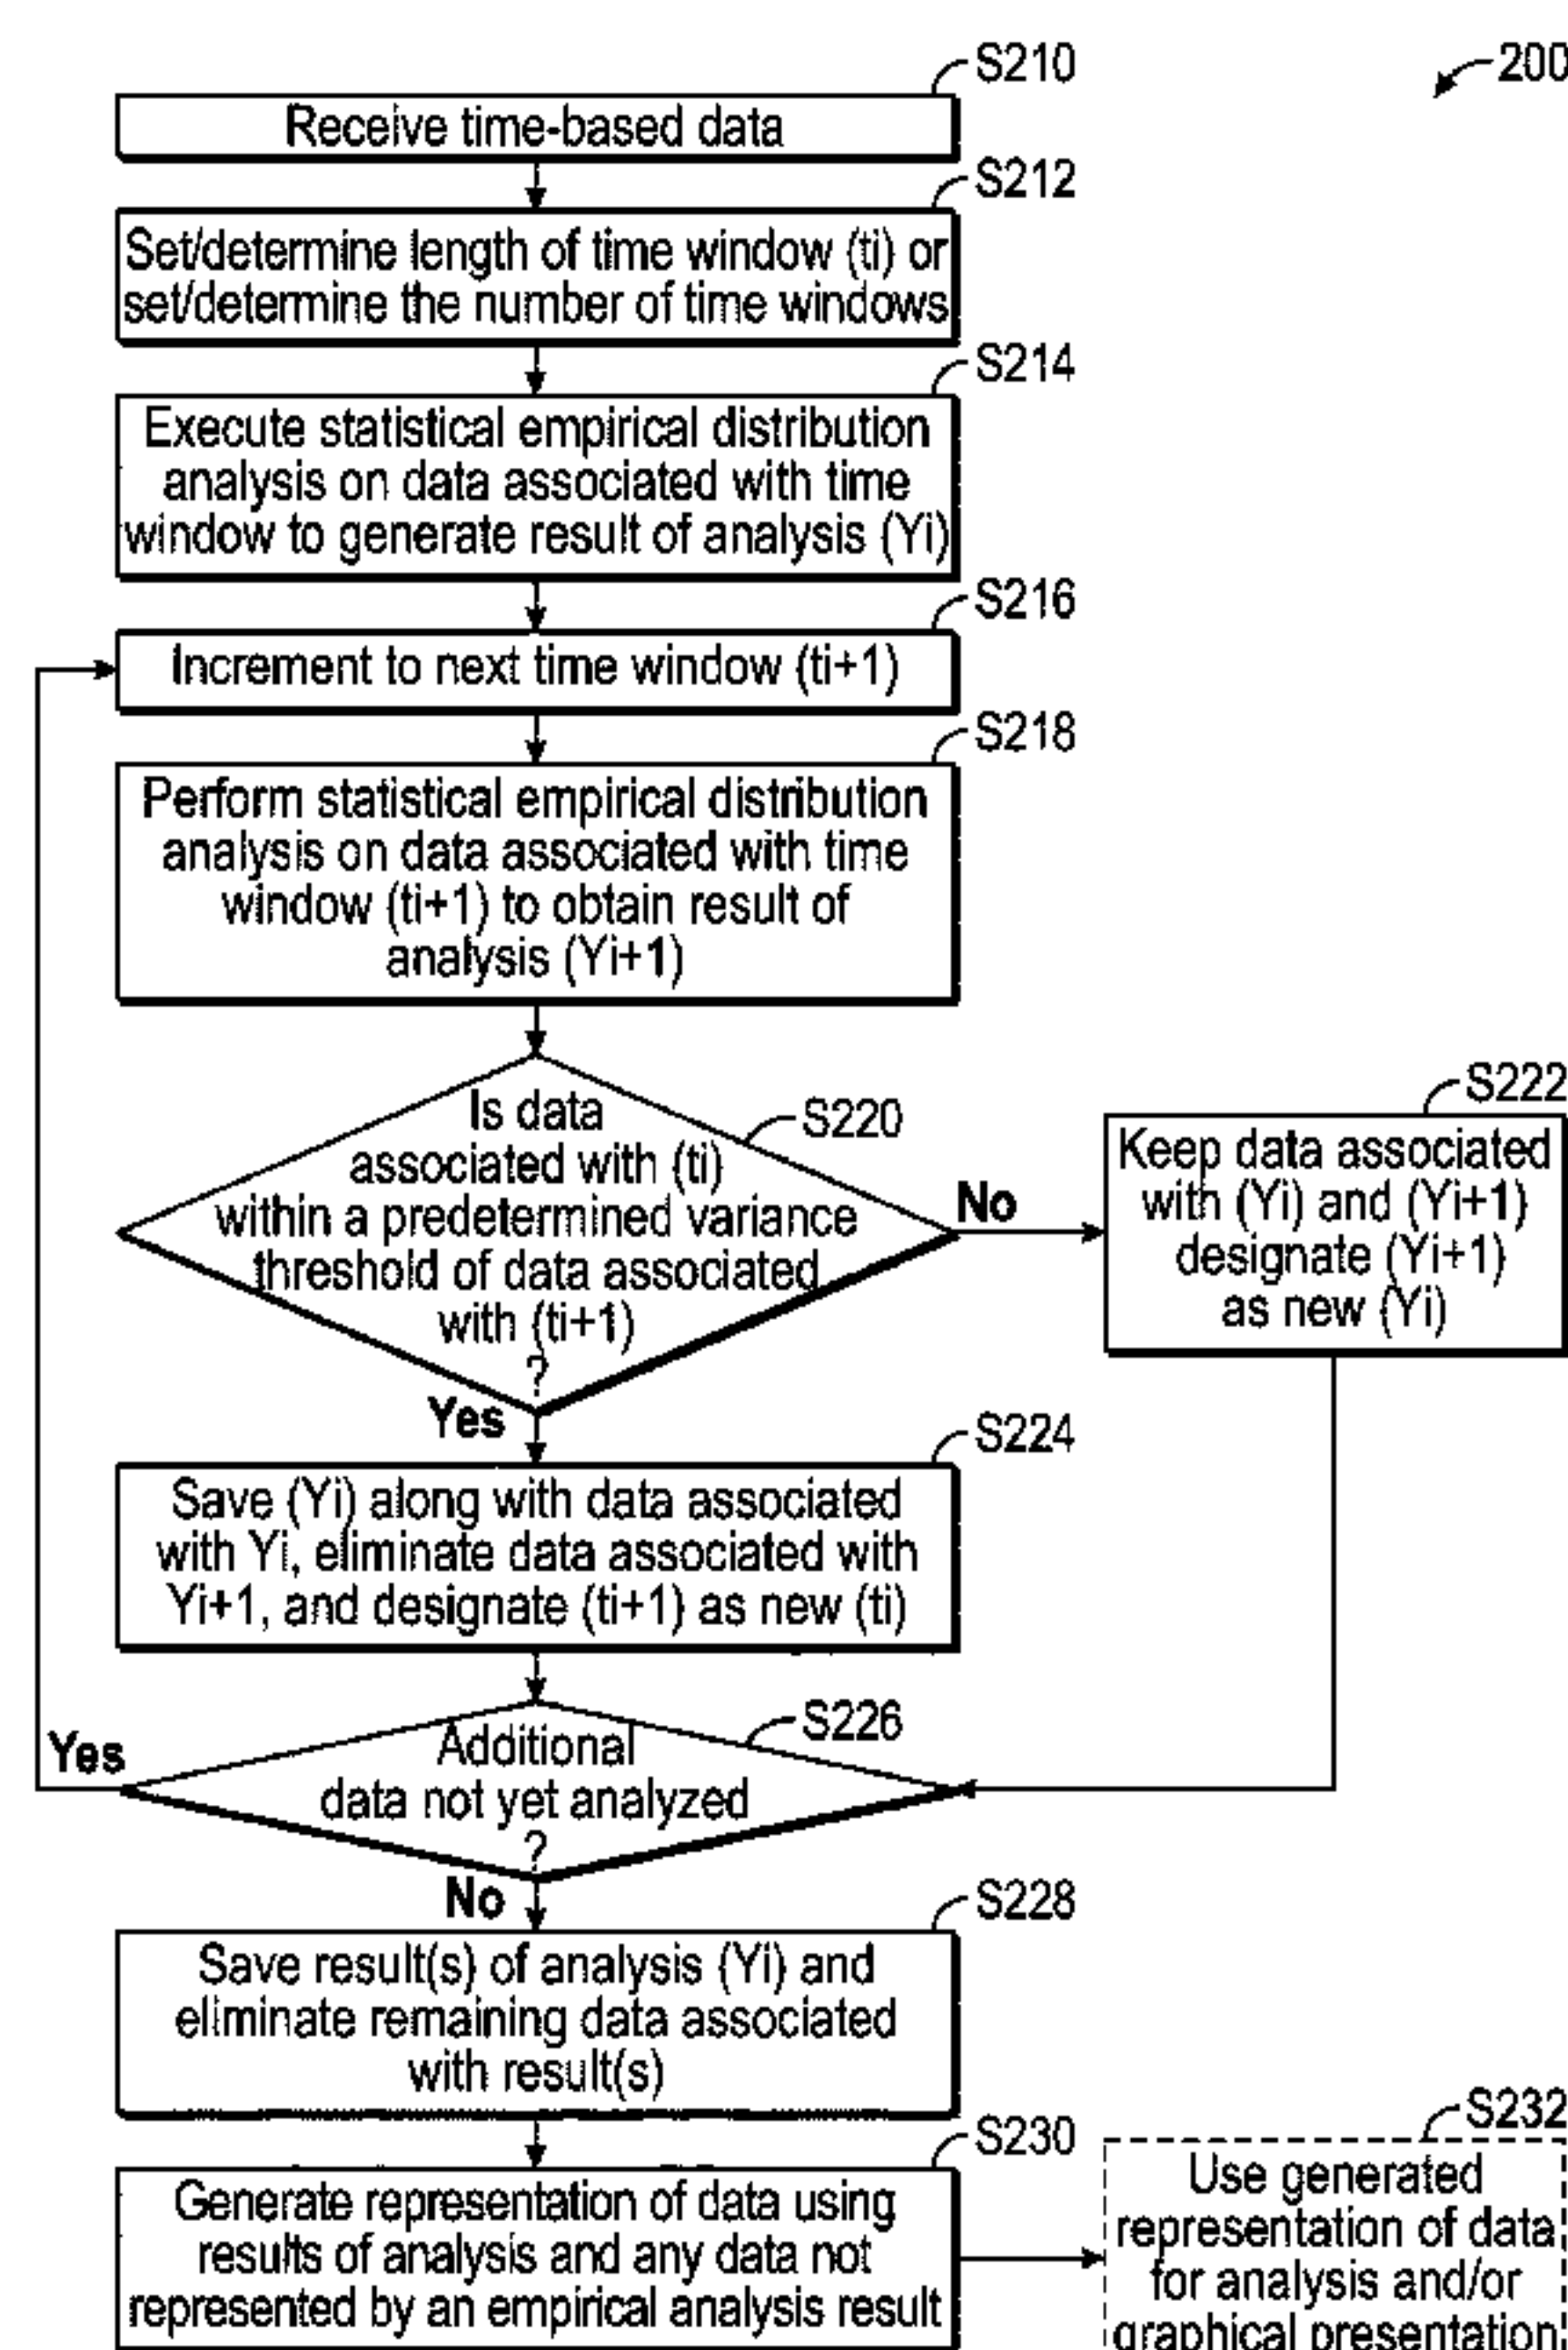 S210
200
Receive time-based data
S212
Set/determine length of time window (ti) or
set/determine the number of time windows
S214
Execute statistical empirical distribution
analysis on data associated with time
window to generate result of analysis (Yi)
S216
Increment to next time window (ti+1)
S218
Perform statistical empirical distribution
analysis on data associated with time
window (ti+1) to obtain result of
analysis (Yi+1)
S220
Is data
associated with (ti)
within a predetermined variance
threshold of data associated
with (ti+1)
?
No
S222
Keep data associated
with (Yi) and (Yi+1)
designate (Yi+1)
as new (Yi)
Yes
S224
Save (Yi) along with data associated
with Yi, eliminate data associated with
Yi+1, and designate (ti+1) as new (ti)
S226
Additional
data not yet analyzed
?
Yes
No
S228
Save result(s) of analysis (Yi) and
eliminate remaining data associated
with result(s)
S230
Generate representation of data using
results of analysis and any data not
represented by an empirical analysis result
S232
Use generated
representation of data
for analysis and/or
graphical presentation